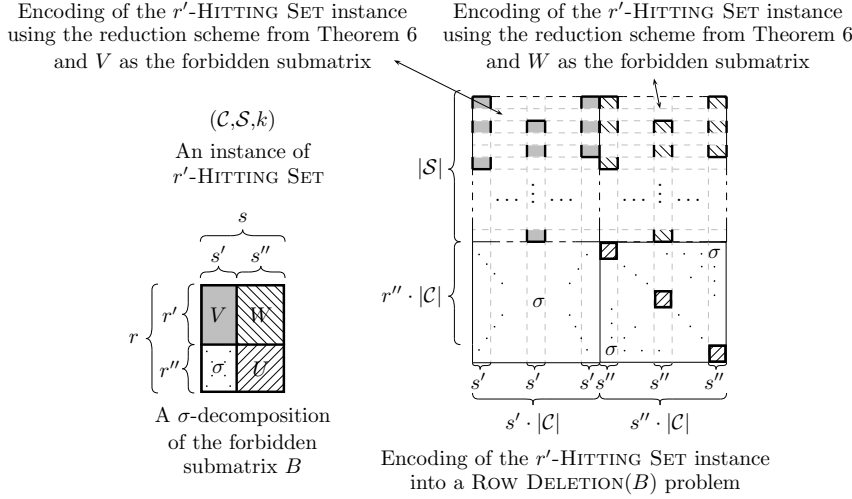 Encoding of the r′-HITTING SET instance
using the reduction scheme from Theorem 6
and V as the forbidden submatrix
Encoding of the r′-HITTING SET instance
using the reduction scheme from Theorem 6
and W as the forbidden submatrix
(𝒞,𝒮,k)
An instance of
r′-HITTING SET
|𝒮|
... ⋮ ... ... ⋮ ...
s
s′ s″
r
r′ V W
r″ σ U
A σ-decomposition
of the forbidden
submatrix B
r″ · |𝒞|
σ
σ
σ
s′ s′ s′ s″ s″ s″
s′ · |𝒞| s″ · |𝒞|
Encoding of the r′-HITTING SET instance
into a ROW DELETION(B) problem